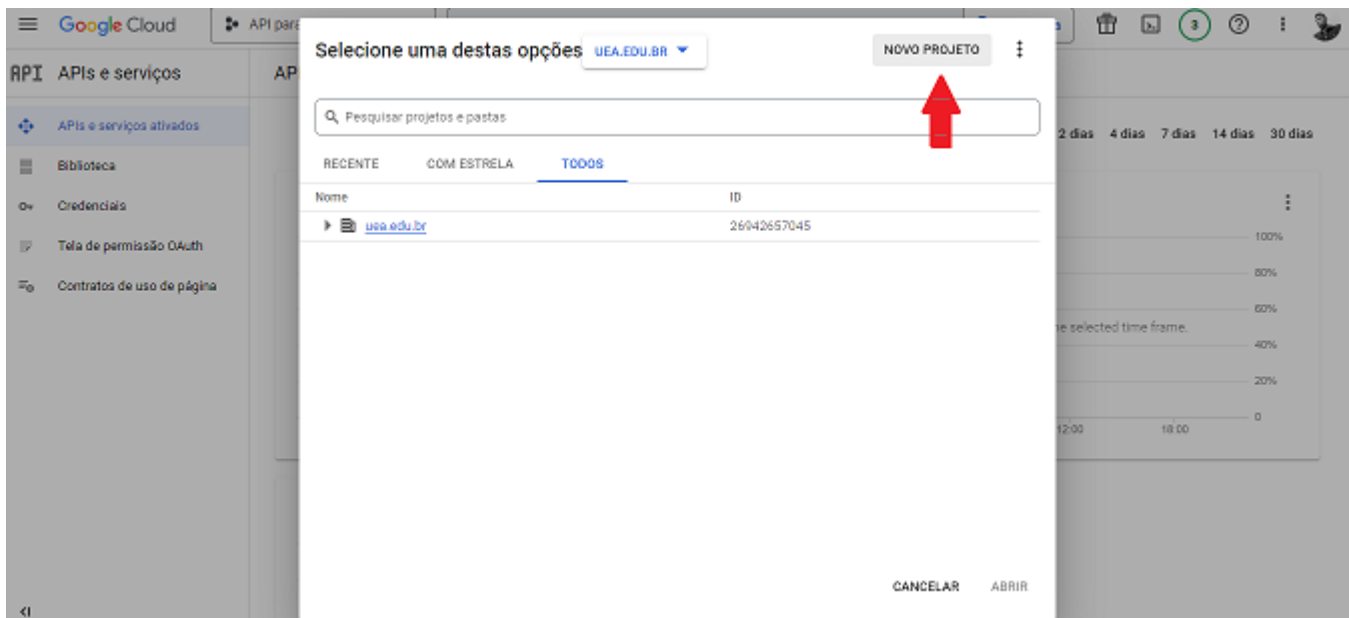 Google Cloud
API para
3
API APIs e serviços
AP
APIs e serviços ativados
Biblioteca
Credenciais
Tela de permissão OAuth
Contratos de uso de página
Selecione uma destas opções UEA.EDU.BR
NOVO PROJETO
Pesquisar projetos e pastas
RECENTE COM ESTRELA TODOS
Nome ID
uea.edu.br 26942657045
CANCELAR ABRIR
2 dias 4 dias 7 dias 14 dias 30 dias
100%
80%
60%
selected time frame.
40%
20%
0
12:00 18:00